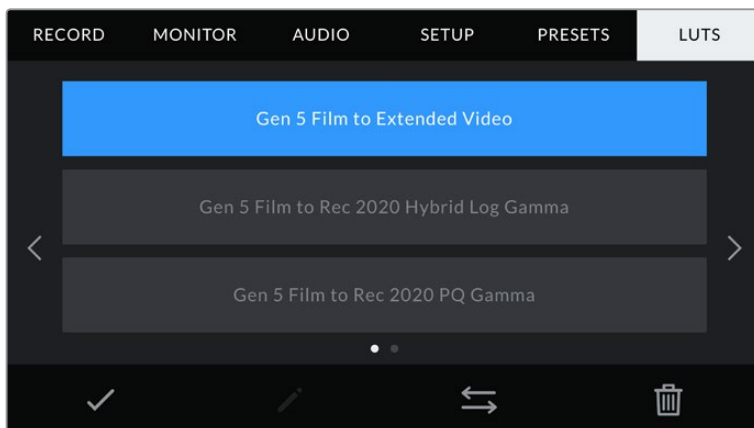 RECORD MONITOR AUDIO SETUP PRESETS LUTS
Gen 5 Film to Extended Video
Gen 5 Film to Rec 2020 Hybrid Log Gamma
Gen 5 Film to Rec 2020 PQ Gamma